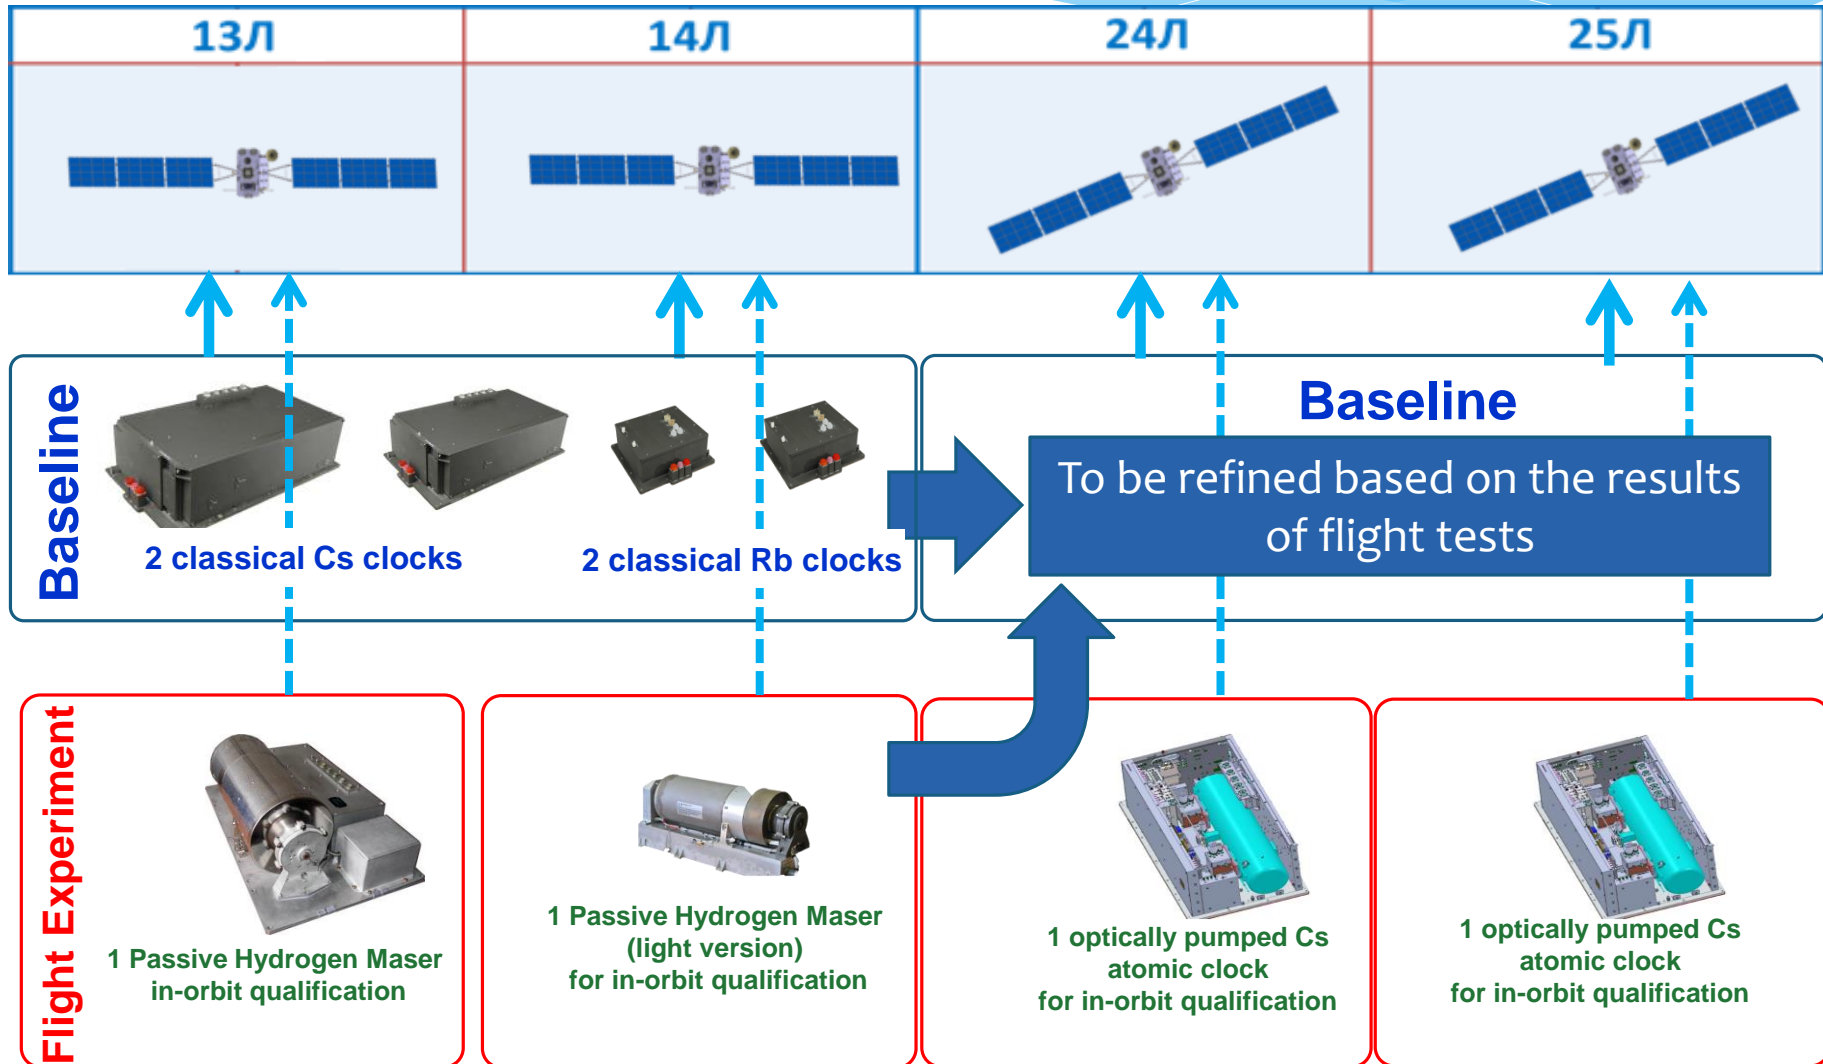 13Л
14Л
24Л
25Л
Baseline
2 classical Cs clocks
2 classical Rb clocks
Baseline
To be refined based on the results
of flight tests
Flight Experiment
1 Passive Hydrogen Maser
in-orbit qualification
1 Passive Hydrogen Maser
(light version)
for in-orbit qualification
1 optically pumped Cs
atomic clock
for in-orbit qualification
1 optically pumped Cs
atomic clock
for in-orbit qualification